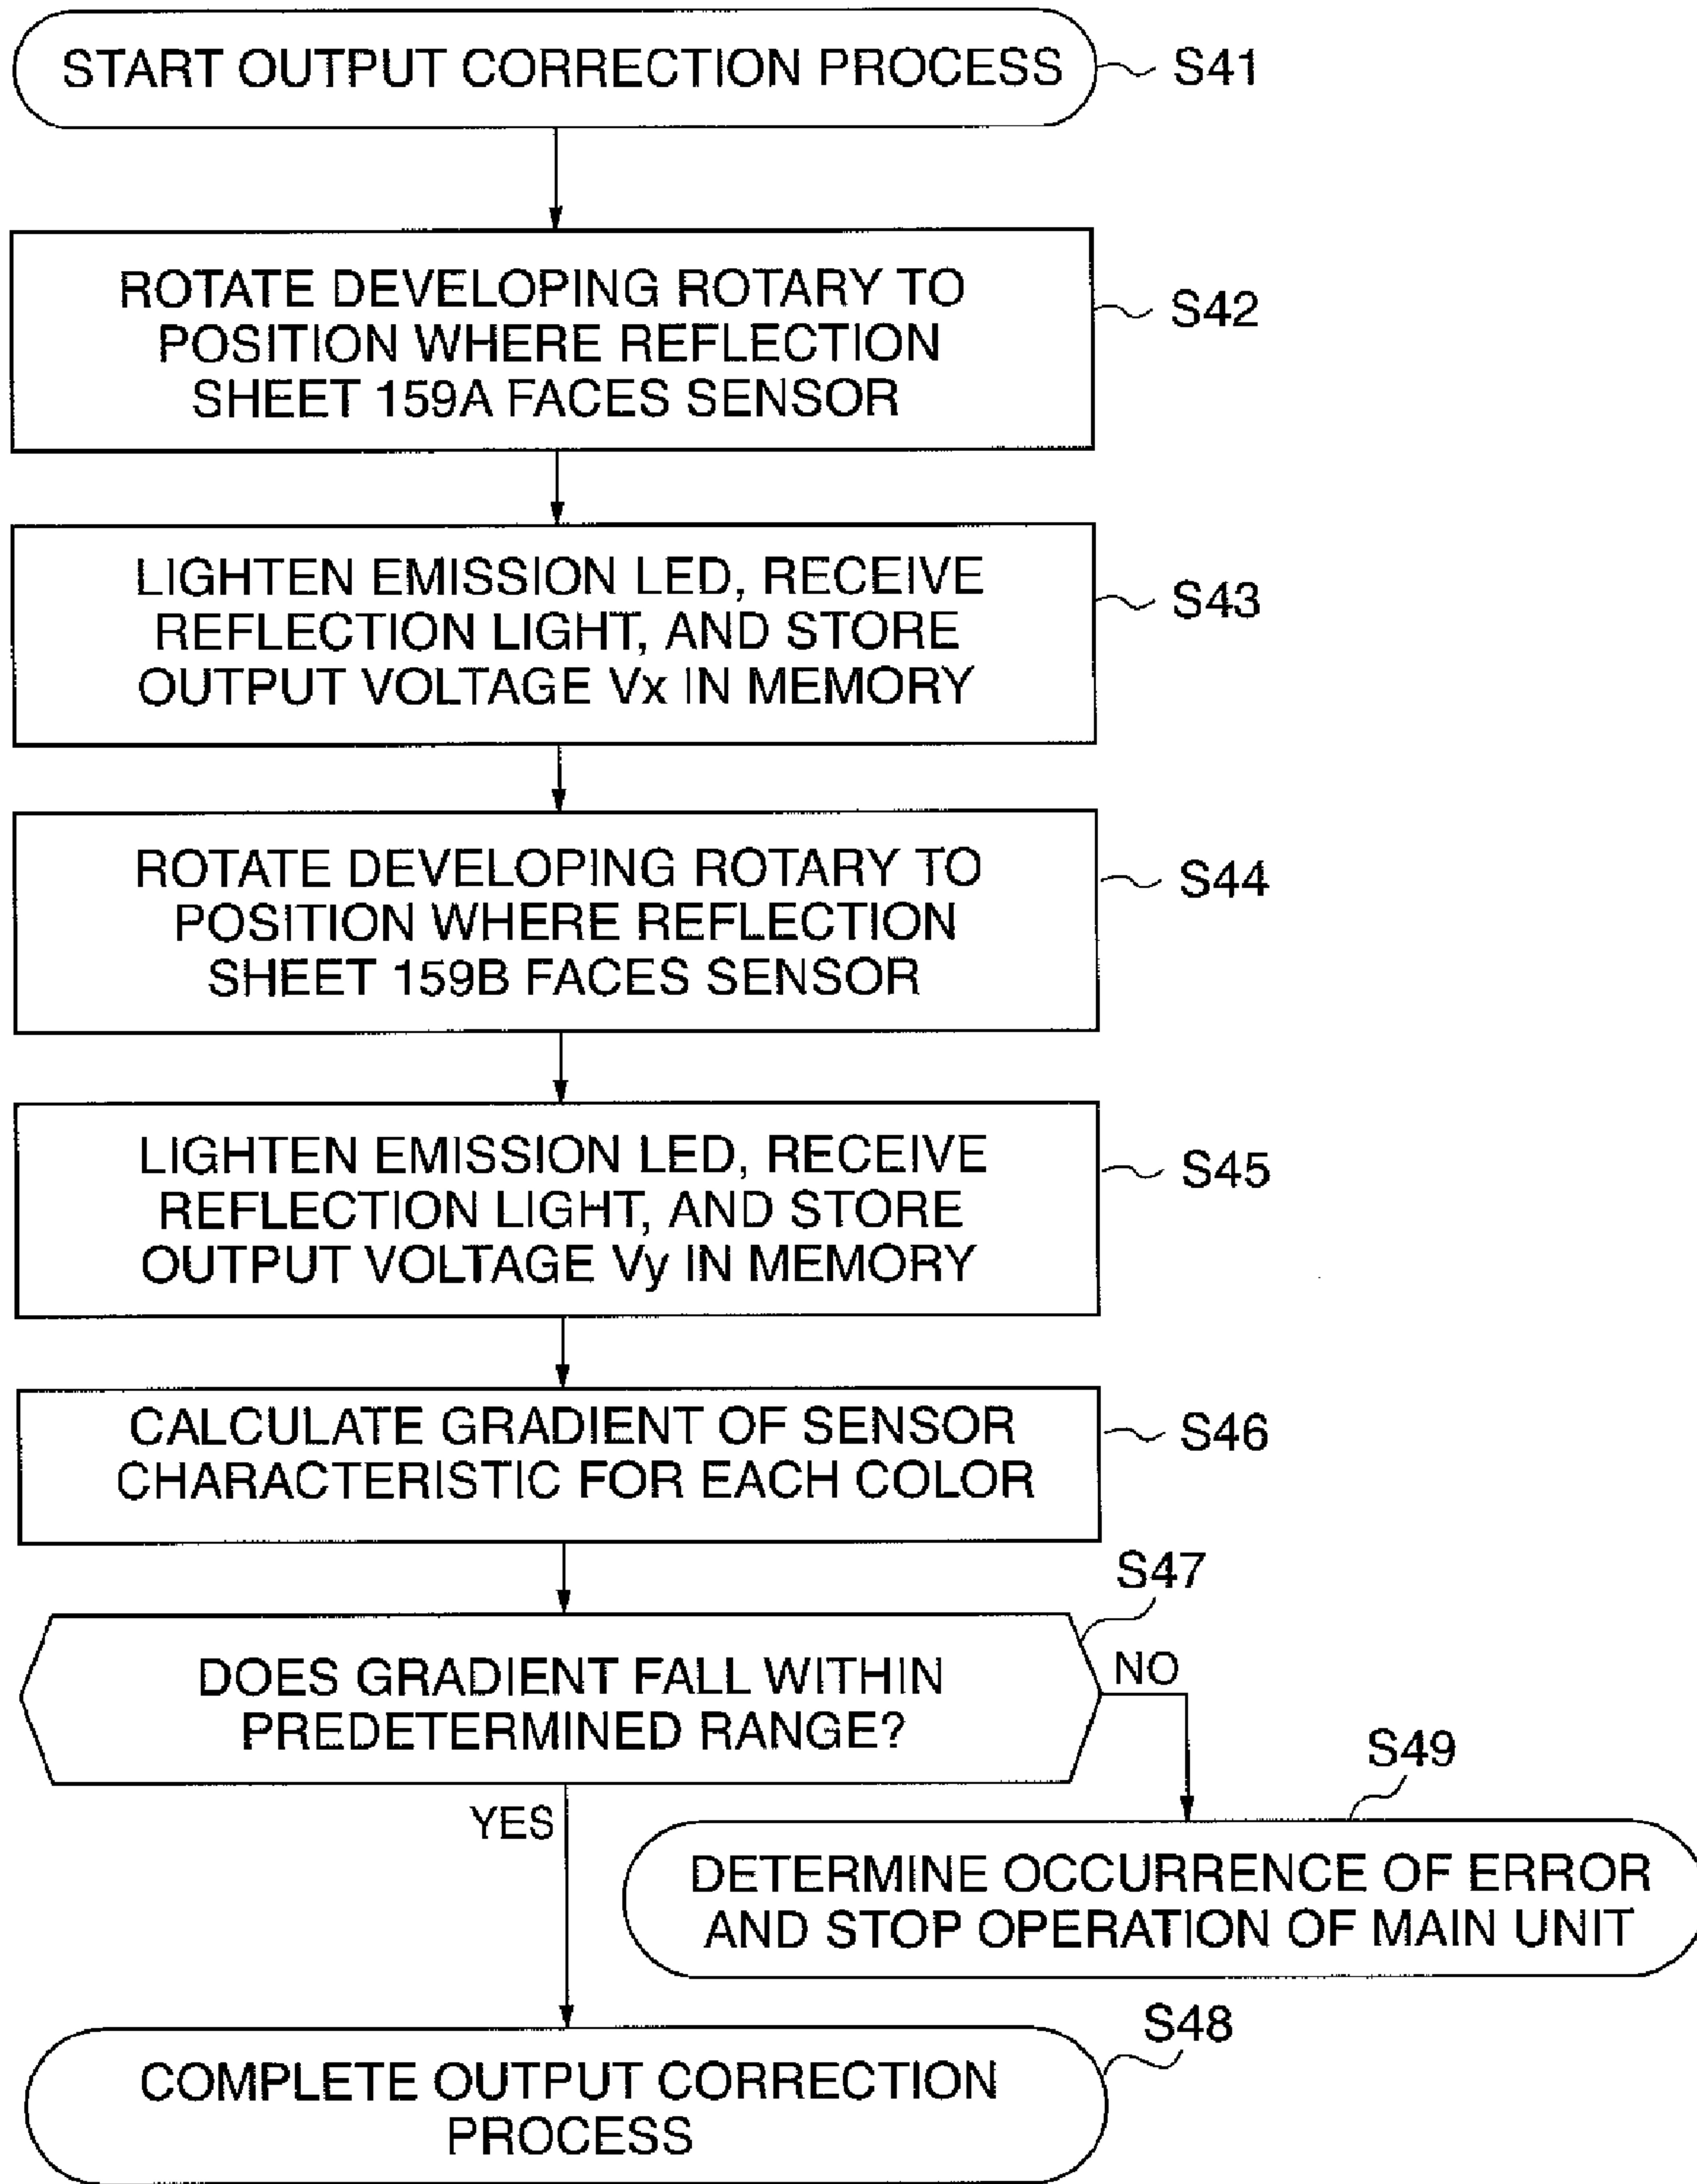 START OUTPUT CORRECTION PROCESS
S41
ROTATE DEVELOPING ROTARY TO
POSITION WHERE REFLECTION
SHEET 159A FACES SENSOR
S42
LIGHTEN EMISSION LED, RECEIVE
REFLECTION LIGHT, AND STORE
OUTPUT VOLTAGE Vx IN MEMORY
S43
ROTATE DEVELOPING ROTARY TO
POSITION WHERE REFLECTION
SHEET 159B FACES SENSOR
S44
LIGHTEN EMISSION LED, RECEIVE
REFLECTION LIGHT, AND STORE
OUTPUT VOLTAGE Vy IN MEMORY
S45
CALCULATE GRADIENT OF SENSOR
CHARACTERISTIC FOR EACH COLOR
S46
S47
DOES GRADIENT FALL WITHIN
PREDETERMINED RANGE?
NO
YES
S49
DETERMINE OCCURRENCE OF ERROR
AND STOP OPERATION OF MAIN UNIT
S48
COMPLETE OUTPUT CORRECTION
PROCESS